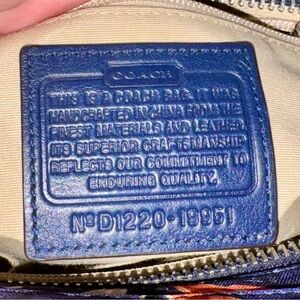 COACH
THIS IS A COACH BAG. IT WAS
HANDCRAFTED IN CHINA FROM THE
FINEST MATERIALS AND LEATHER.
ITS SUPERIOR CRAFTSMANSHIP
REFLECTS OUR COMMITMENT TO
ENDURING QUALITY.
Nº D1220-19951